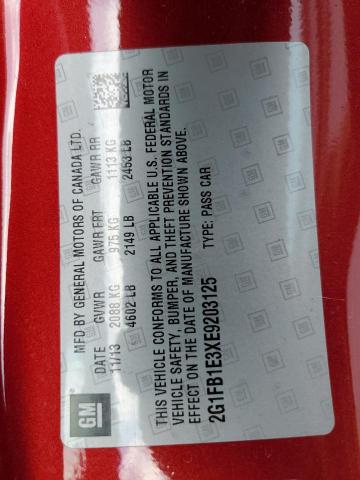 MFD BY GENERAL MOTORS OF CANADA LTD.
DATE GVWR GAWR FRT GAWR RR
11/13 2088 KG 975 KG 1113 KG
4602 LB 2149 LB 2453 LB
THIS VEHICLE CONFORMS TO ALL APPLICABLE U.S. FEDERAL MOTOR
VEHICLE SAFETY, BUMPER, AND THEFT PREVENTION STANDARDS IN
EFFECT ON THE DATE OF MANUFACTURE SHOWN ABOVE.
2G1FB1E3XE9203125 TYPE: PASS CAR
GM